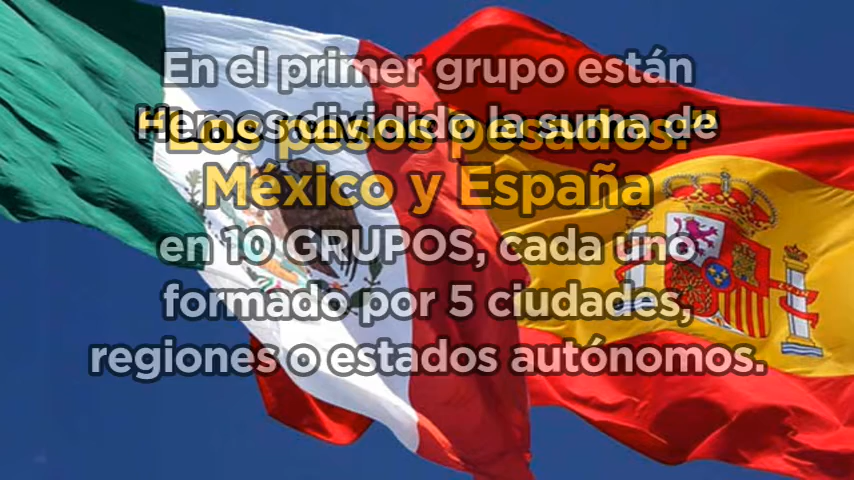 En el primer grupo están
“Los pesos pesados:”
Hemos dividido la suma de
México y España
en 10 GRUPOS, cada uno
formado por 5 ciudades,
regiones o estados autónomos.